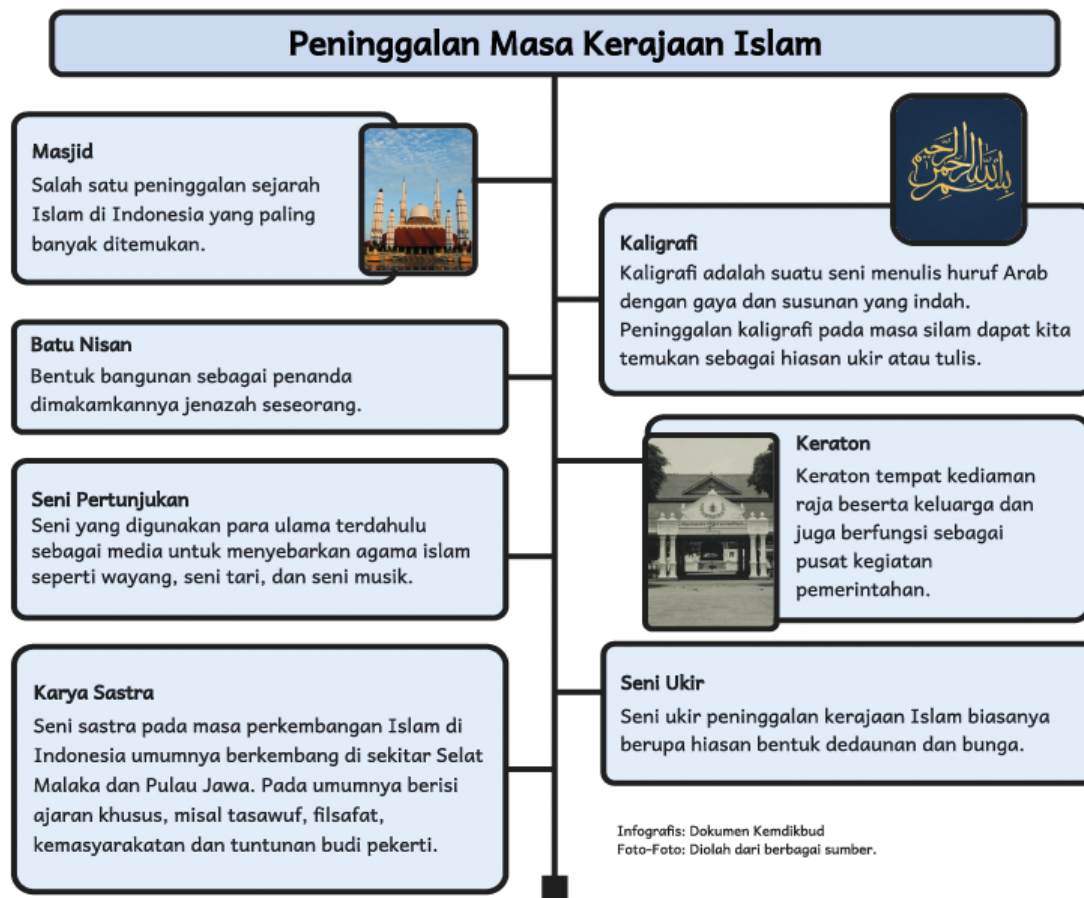 Peninggalan Masa Kerajaan Islam
Masjid
Salah satu peninggalan sejarah
Islam di Indonesia yang paling
banyak ditemukan.
بسم الله الرحمن الرحيم
Kaligrafi
Kaligrafi adalah suatu seni menulis huruf Arab
dengan gaya dan susunan yang indah.
Peninggalan kaligrafi pada masa silam dapat kita
temukan sebagai hiasan ukir atau tulis.
Batu Nisan
Bentuk bangunan sebagai penanda
dimakamkannya jenazah seseorang.
Keraton
Keraton tempat kediaman
raja beserta keluarga dan
juga berfungsi sebagai
pusat kegiatan
pemerintahan.
Seni Pertunjukan
Seni yang digunakan para ulama terdahulu
sebagai media untuk menyebarkan agama islam
seperti wayang, seni tari, dan seni musik.
Seni Ukir
Seni ukir peninggalan kerajaan Islam biasanya
berupa hiasan bentuk dedaunan dan bunga.
Karya Sastra
Seni sastra pada masa perkembangan Islam di
Indonesia umumnya berkembang di sekitar Selat
Malaka dan Pulau Jawa. Pada umumnya berisi
ajaran khusus, misal tasawuf, filsafat,
kemasyarakatan dan tuntunan budi pekerti.
Infografis: Dokumen Kemdikbud
Foto-Foto: Diolah dari berbagai sumber.